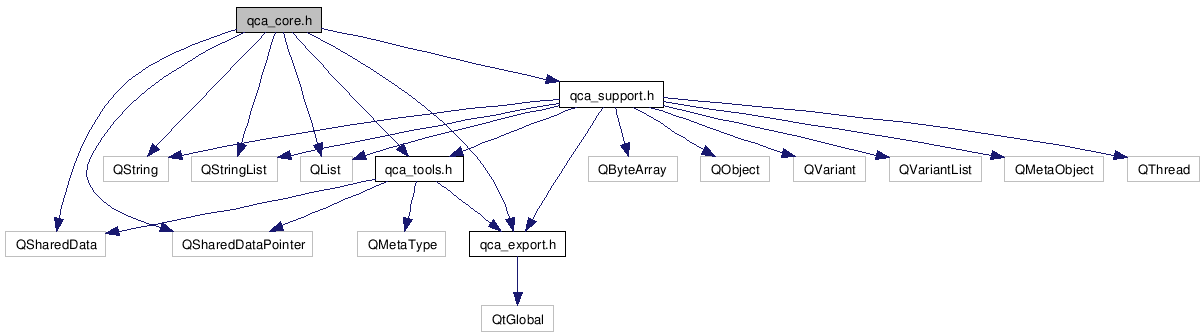 qca_core.h
qca_support.h
QString
QStringList
QList
qca_tools.h
QByteArray
QObject
QVariant
QVariantList
QMetaObject
QThread
QSharedData
QSharedDataPointer
QMetaType
qca_export.h
QtGlobal